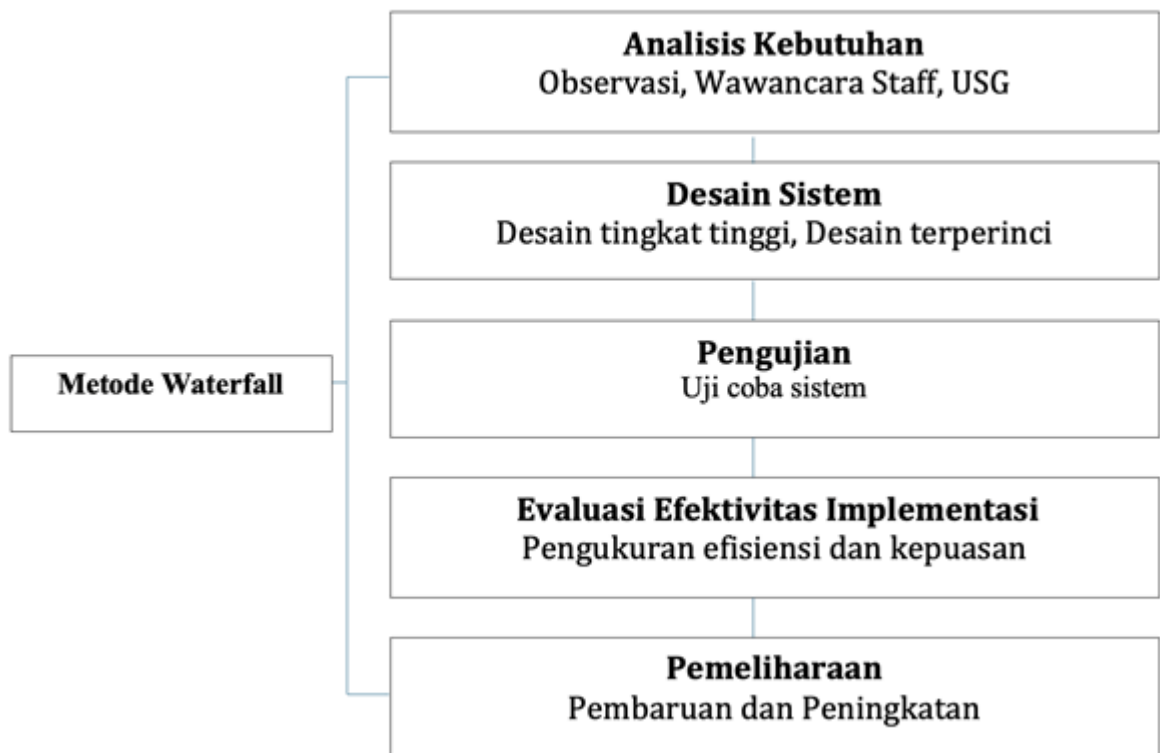 Analisis Kebutuhan
Observasi, Wawancara Staff, USG
Desain Sistem
Desain tingkat tinggi, Desain terperinci
Pengujian
Uji coba sistem
Metode Waterfall
Evaluasi Efektivitas Implementasi
Pengukuran efisiensi dan kepuasan
Pemeliharaan
Pembaruan dan Peningkatan